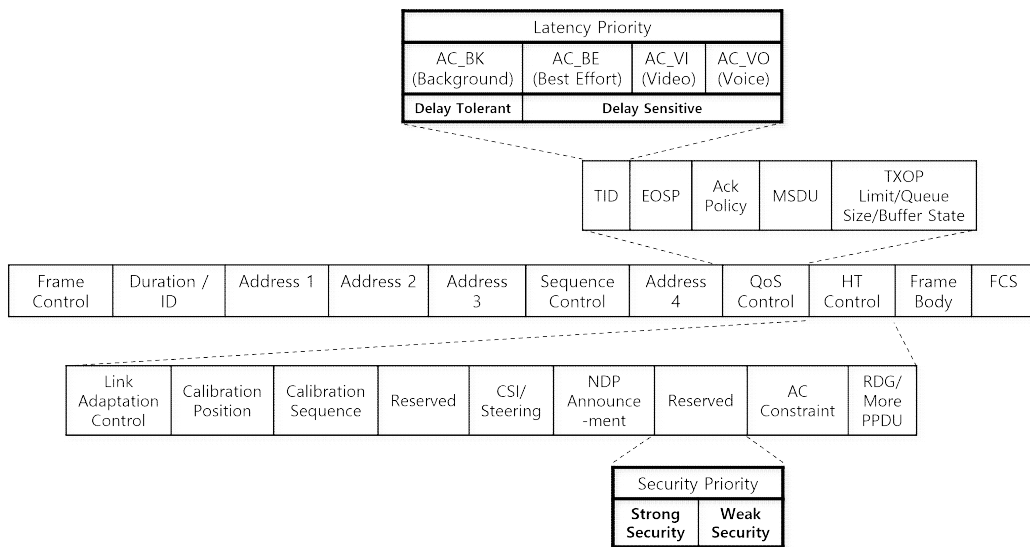 Latency Priority
AC_BK
(Background)
AC_BE
(Best Effort)
AC_VI
(Video)
AC_VO
(Voice)
Delay Tolerant
Delay Sensitive
TID
EOSP
Ack
Policy
MSDU
TXOP
Limit/Queue
Size/Buffer State
Frame
Control
Duration /
ID
Address 1
Address 2
Address
3
Sequence
Control
Address
4
QoS
Control
HT
Control
Frame
Body
FCS
Link
Adaptation
Control
Calibration
Position
Calibration
Sequence
Reserved
CSI/
Steering
NDP
Announce
-ment
Reserved
AC
Constraint
RDG/
More
PPDU
Security Priority
Strong
Security
Weak
Security